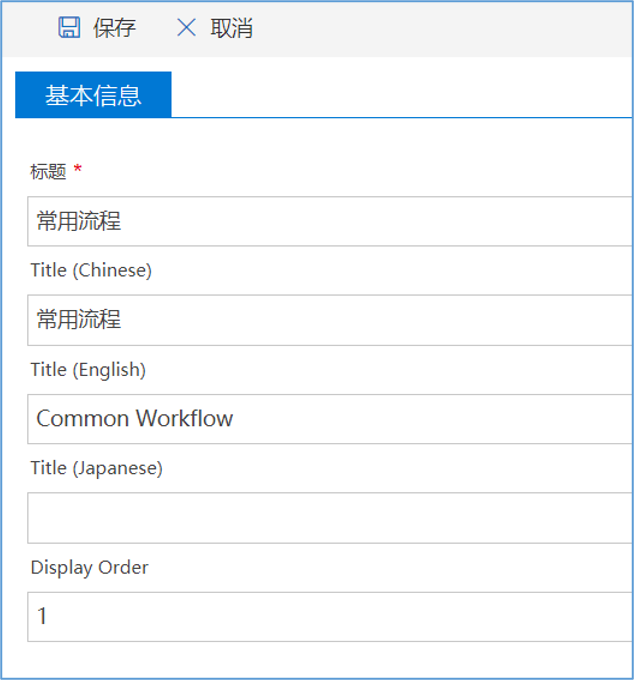 保存 取消
基本信息
标题 *
常用流程
Title (Chinese)
常用流程
Title (English)
Common Workflow
Title (Japanese)
Display Order
1